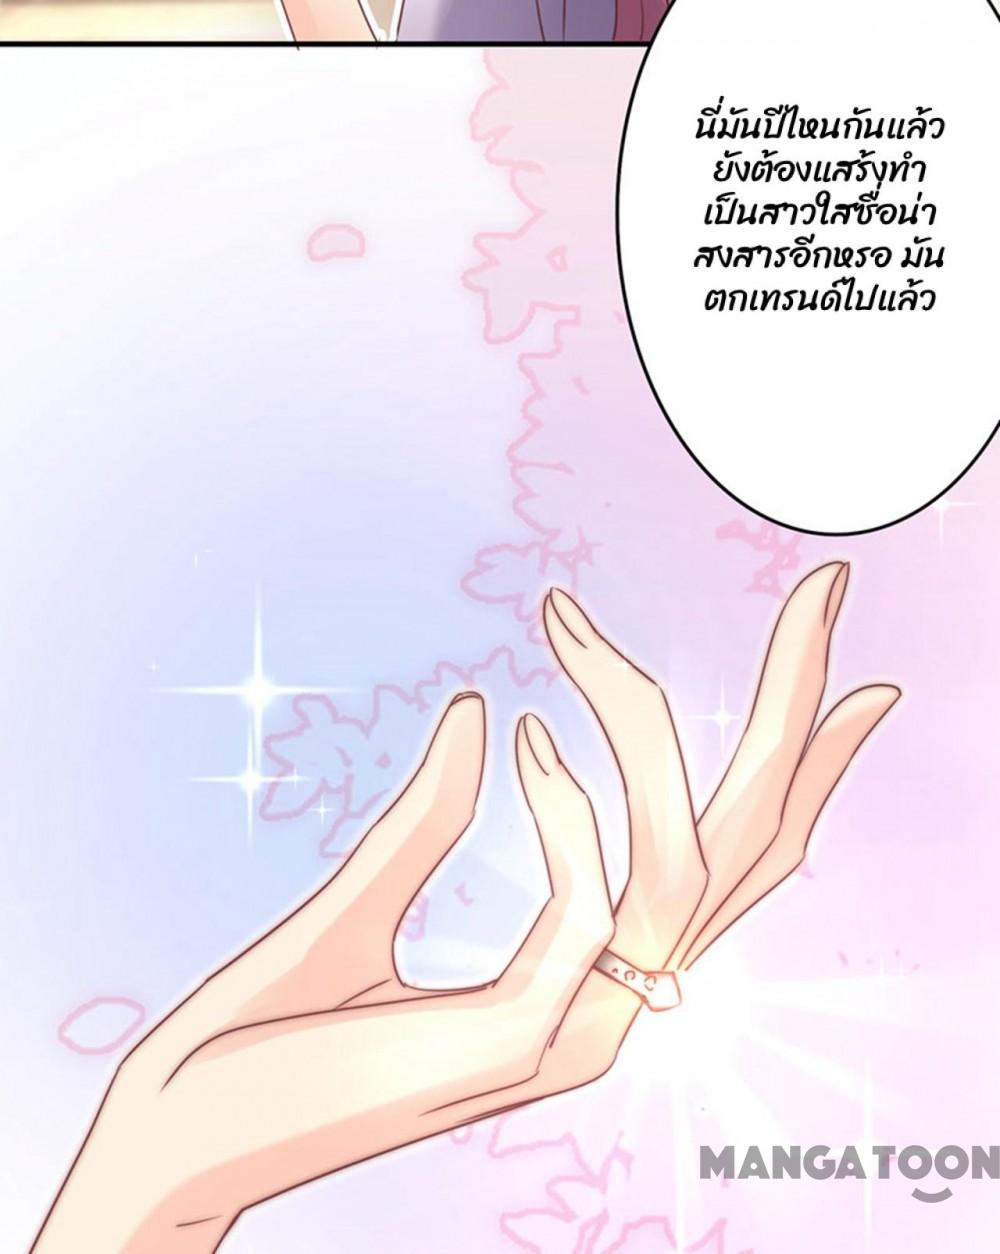 นี่มันปีไหนกันแล้ว
ยังต้องแสร้งทำ
เป็นสาวใสซื่อน่า
สงสารอีกหรอ มัน
ตกเทรนด์ไปแล้ว
MANGATOON